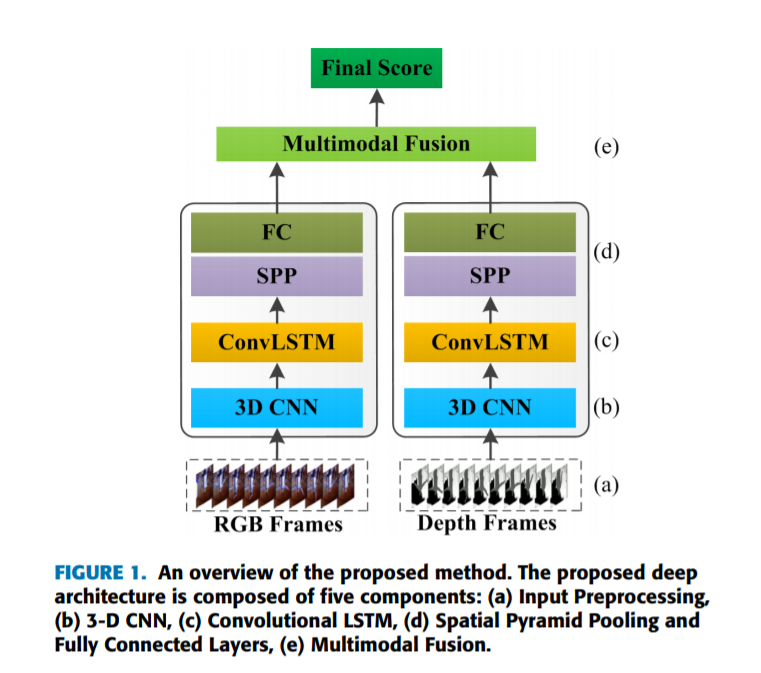 Final Score
Multimodal Fusion
(e)
FC
FC
(d)
SPP
SPP
ConvLSTM
ConvLSTM
(c)
3D CNN
3D CNN
(b)
(a)
RGB Frames
Depth Frames
FIGURE 1. An overview of the proposed method. The proposed deep
architecture is composed of five components: (a) Input Preprocessing,
(b) 3-D CNN, (c) Convolutional LSTM, (d) Spatial Pyramid Pooling and
Fully Connected Layers, (e) Multimodal Fusion.